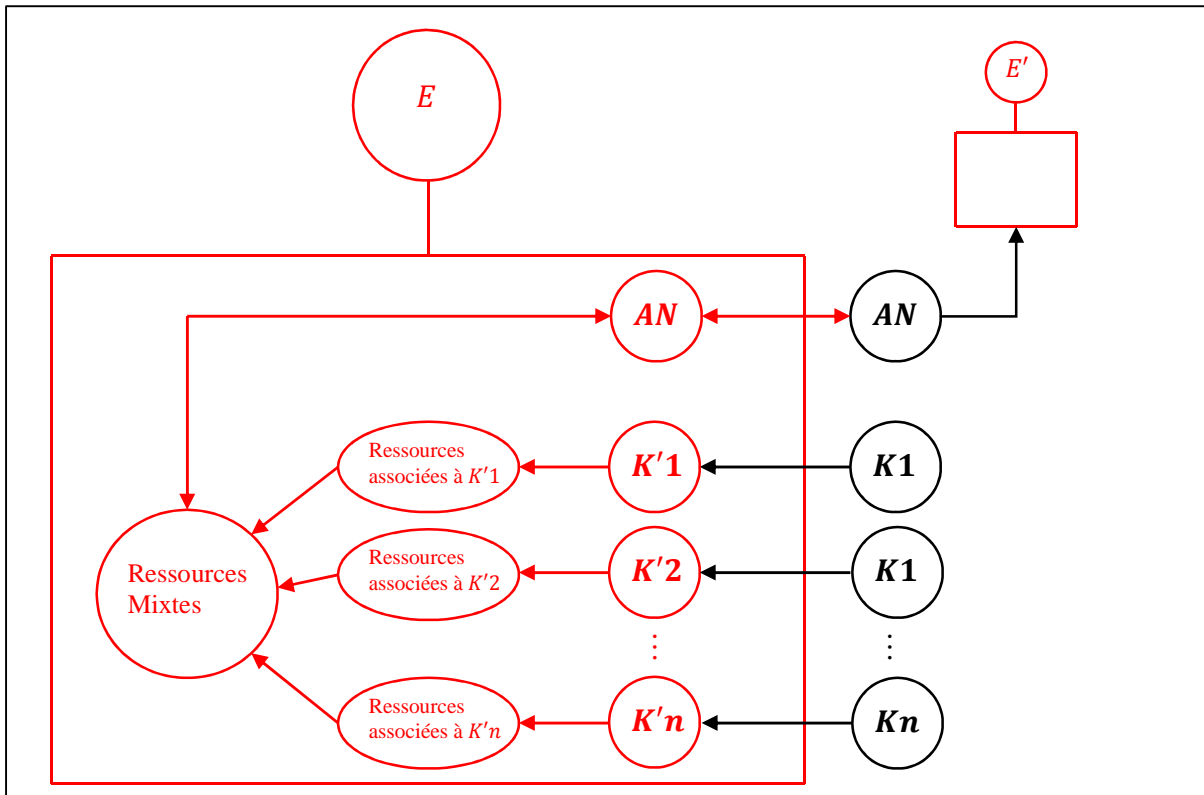 E
E′
AN
AN
Ressources
associées à K′1
K′1
K1
Ressources
Mixtes
Ressources
associées à K′2
K′2
K1
⋮
⋮
Ressources
associées à K′n
K′n
Kn